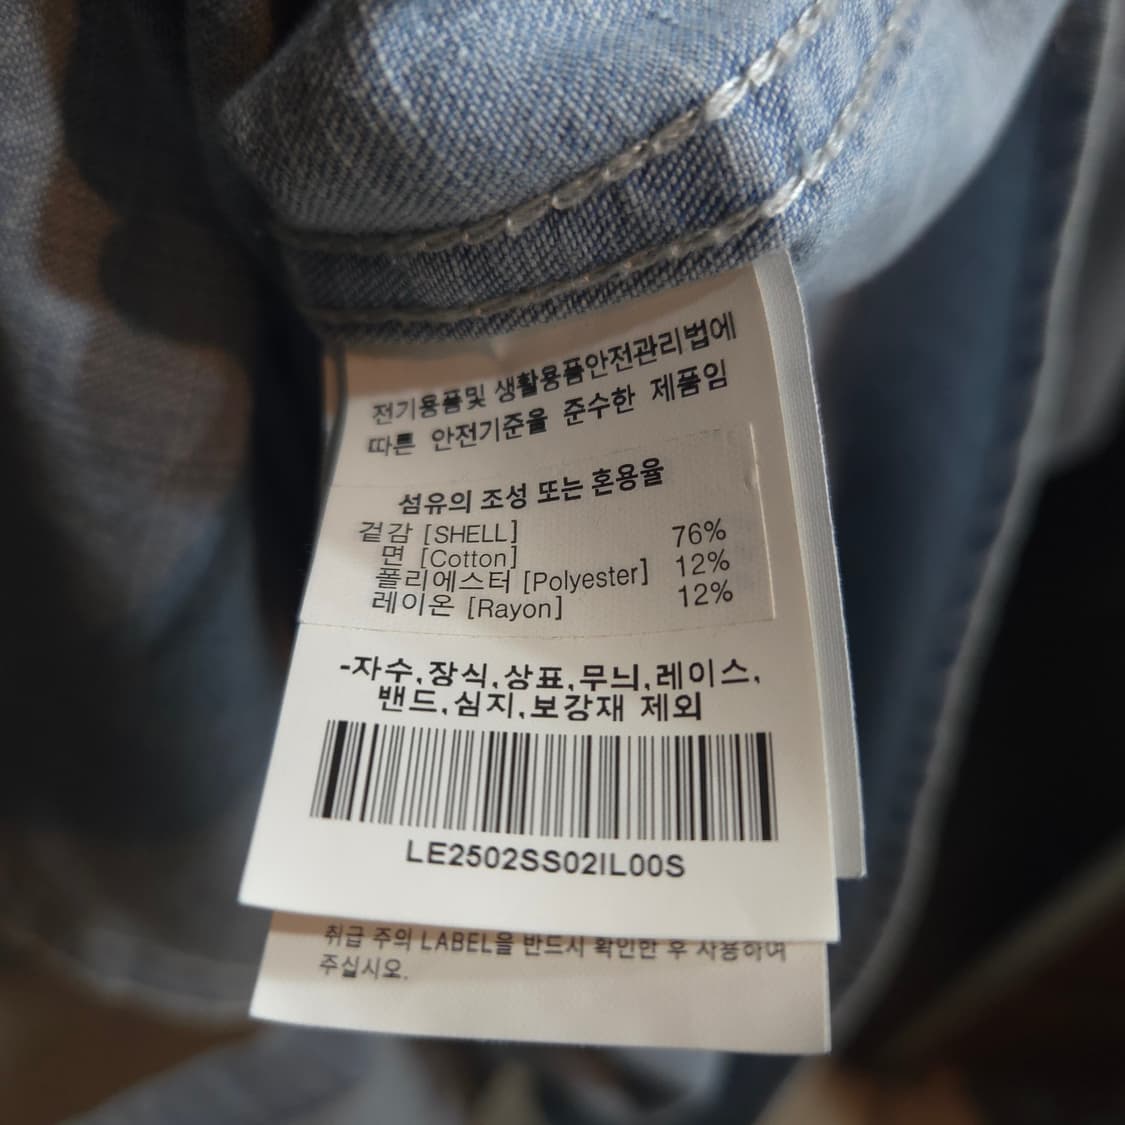 전기용품및 생활용품안전관리법에
따른 안전기준을 준수한 제품임
섬유의 조성 또는 혼용율
겉감 [SHELL]
면 [Cotton] 76%
폴리에스터 [Polyester] 12%
레이온 [Rayon] 12%
-자수,장식,상표,무늬,레이스,
밴드,심지,보강재 제외
LE2502SS02IL00S
취급 주의 LABEL을 반드시 확인한 후 사용하여
주십시오.